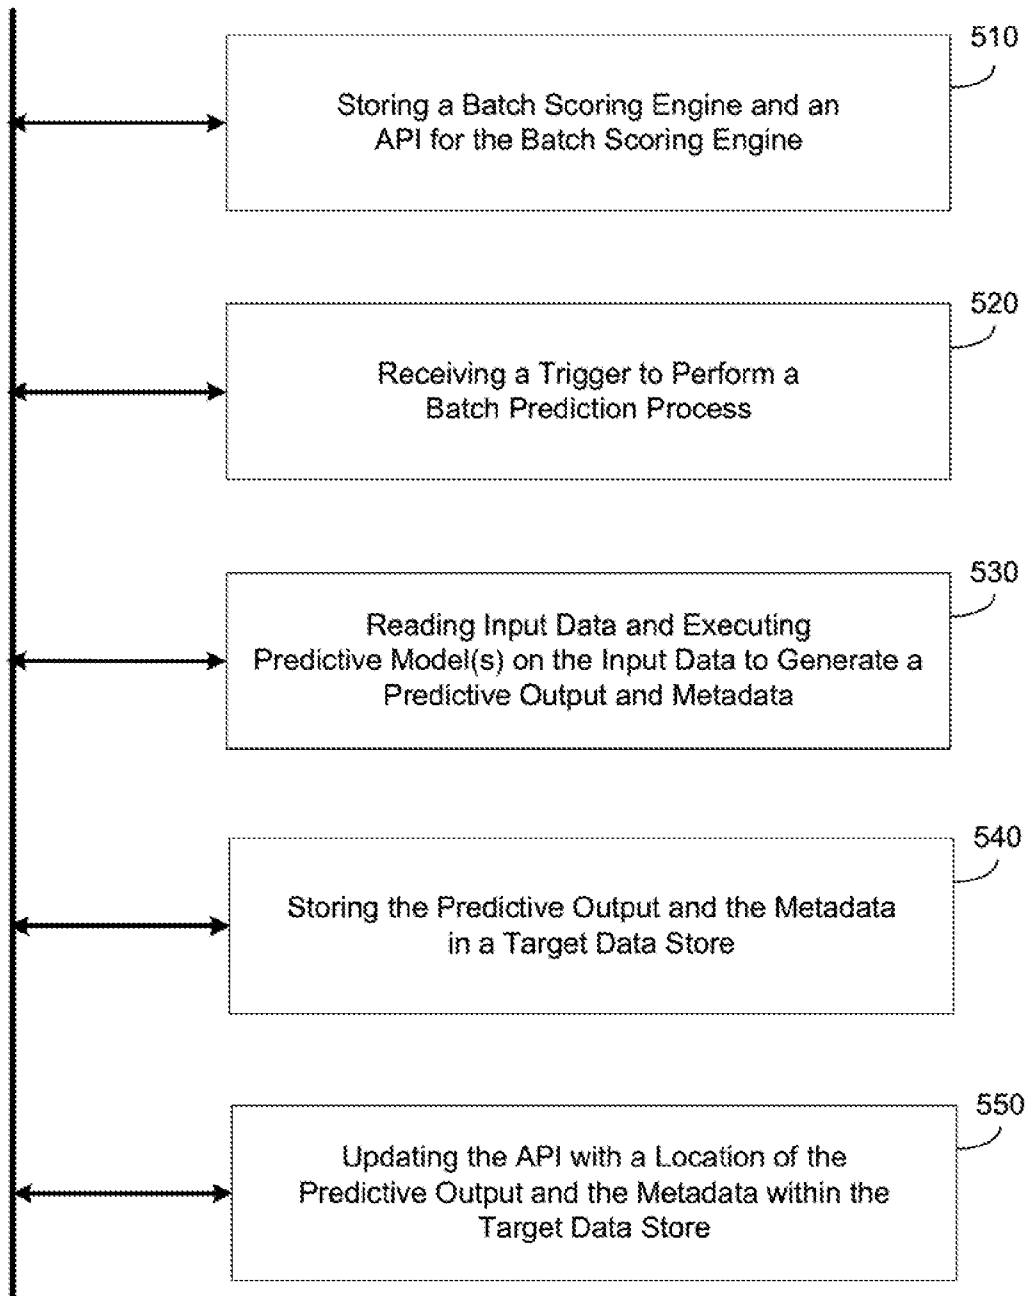 510
Storing a Batch Scoring Engine and an
API for the Batch Scoring Engine
520
Receiving a Trigger to Perform a
Batch Prediction Process
530
Reading Input Data and Executing
Predictive Model(s) on the Input Data to Generate a
Predictive Output and Metadata
540
Storing the Predictive Output and the Metadata
in a Target Data Store
550
Updating the API with a Location of the
Predictive Output and the Metadata within the
Target Data Store